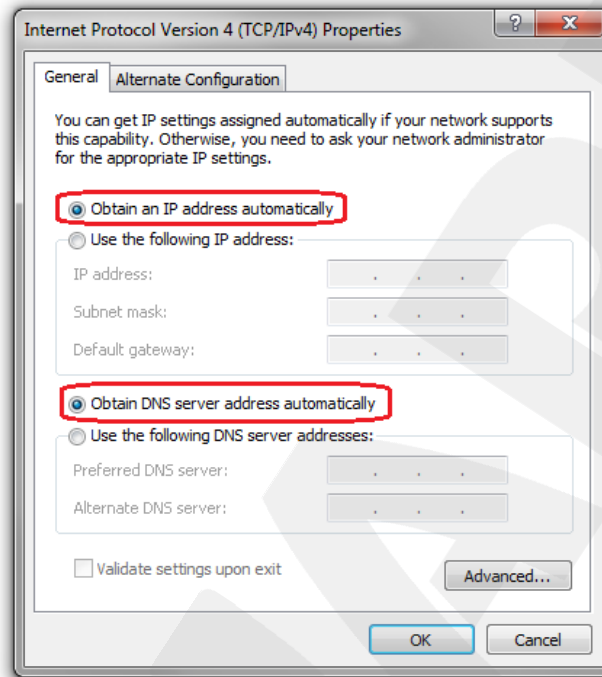 Internet Protocol Version 4 (TCP/IPv4) Properties
?
General
Alternate Configuration
You can get IP settings assigned automatically if your network supports
this capability. Otherwise, you need to ask your network administrator
for the appropriate IP settings.
Obtain an IP address automatically
Use the following IP address:
IP address:
. . .
Subnet mask:
. . .
Default gateway:
. . .
Obtain DNS server address automatically
Use the following DNS server addresses:
Preferred DNS server:
. . .
Alternate DNS server:
. . .
Validate settings upon exit
Advanced...
OK
Cancel